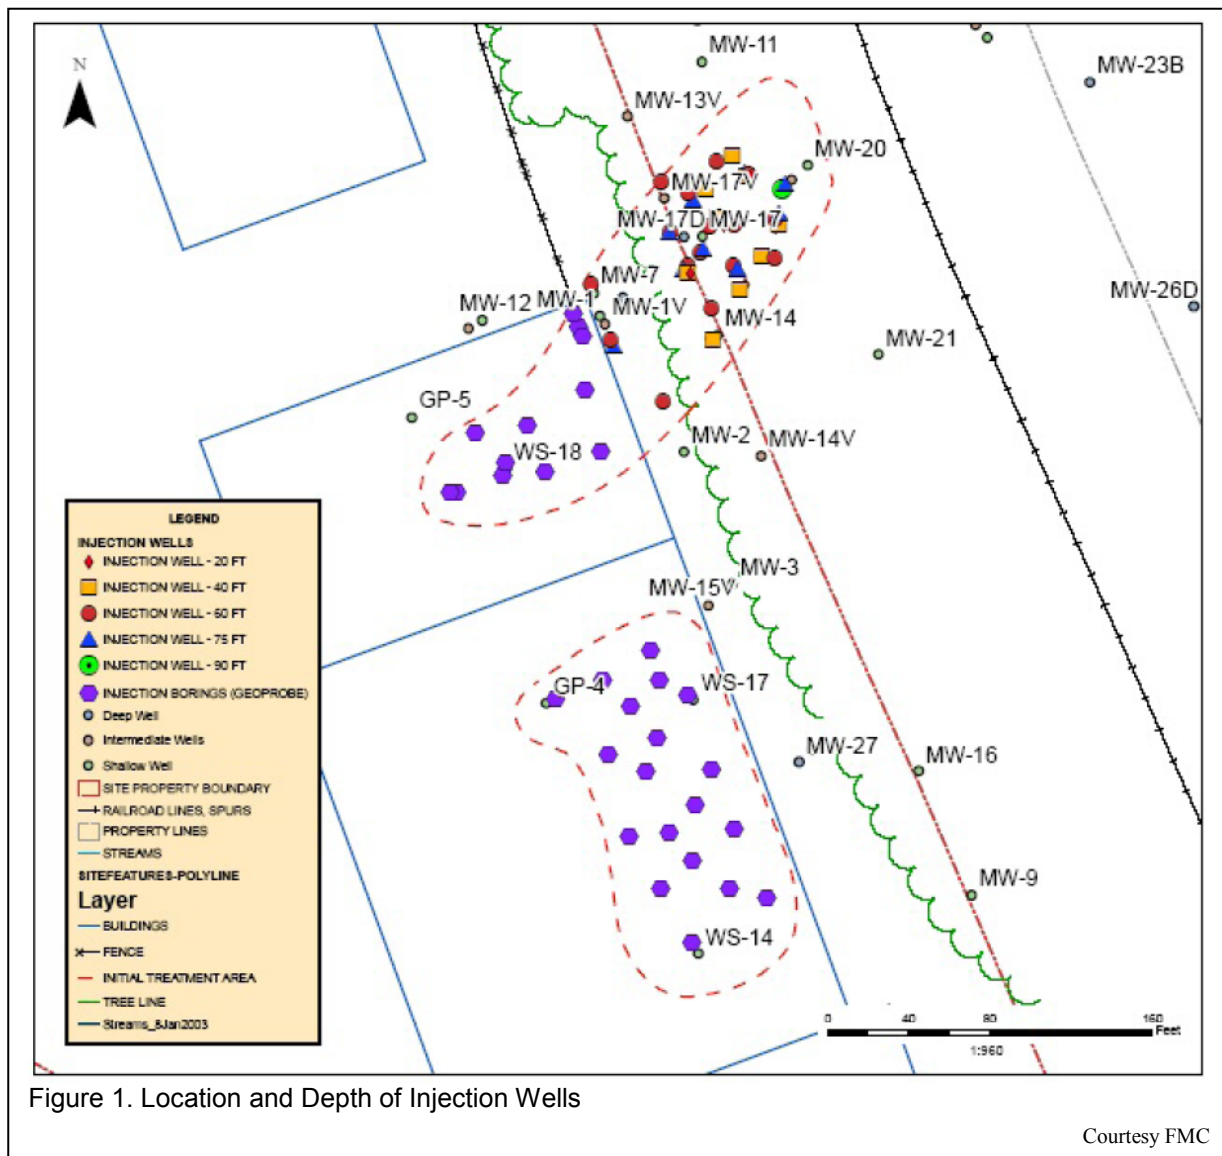 N
MW-11
MW-23B
MW-13V
MW-20
MW-17V
MW-17D
MW-17
MW-7
MW-26D
MW-12
MW-1
MW-1V
MW-14
MW-21
GP-5
MW-2
MW-14V
WS-18
MW-3
MW-15V
GP-4
WS-17
MW-27
MW-16
MW-9
WS-14
LEGEND
INJECTION WELLS
INJECTION WELL - 20 FT
INJECTION WELL - 40 FT
INJECTION WELL - 60 FT
INJECTION WELL - 75 FT
INJECTION WELL - 90 FT
INJECTION BORINGS (GEOPROBE)
Deep Well
Intermediate Wells
Shallow Well
SITE PROPERTY BOUNDARY
RAILROAD LINES, SPURS
PROPERTY LINES
STREAMS
SITEFEATURES-POLYLINE
Layer
BUILDINGS
FENCE
INITIAL TREATMENT AREA
TREE LINE
Streams_8Jan2003
0 40 80 160
Feet
1:960
Figure 1. Location and Depth of Injection Wells
Courtesy FMC